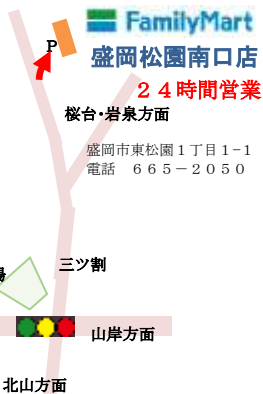 FamilyMart
盛岡松園南口店
２４時間営業
P
桜台・岩泉方面
盛岡市東松園１丁目１−１
電話　６６５－２０５０
三ツ割
場
山岸方面
北山方面